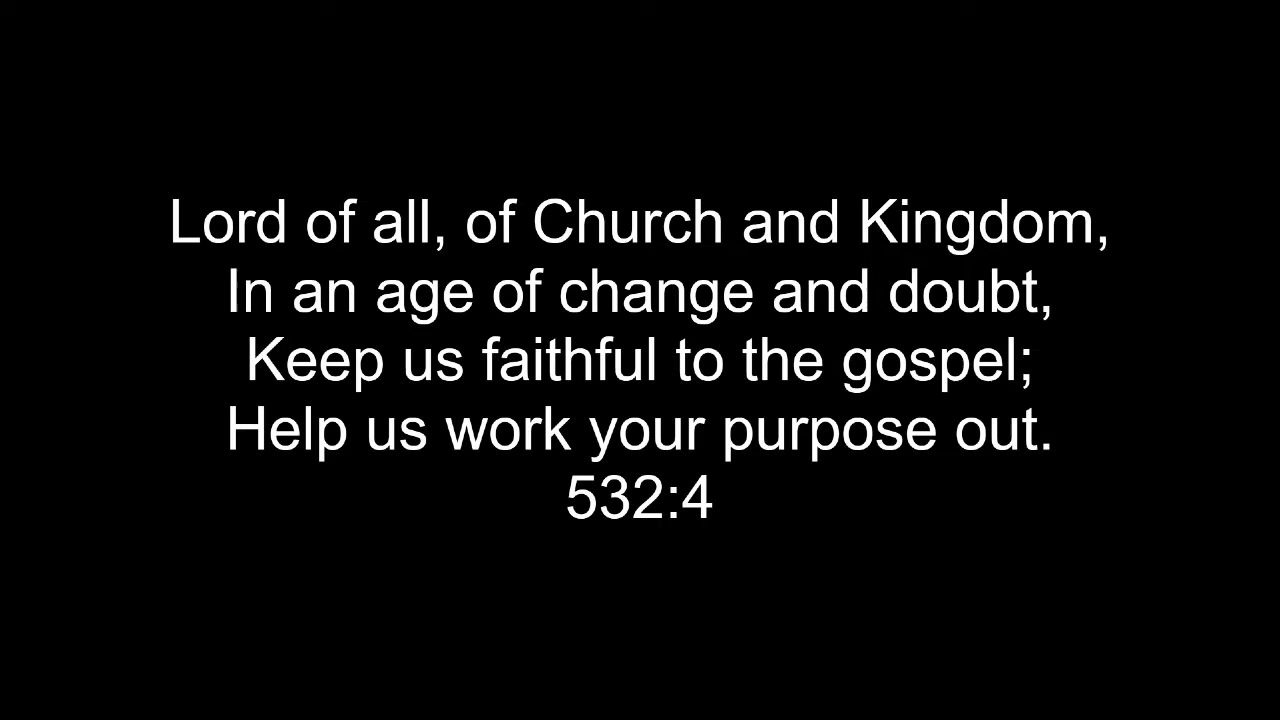 Lord of all, of Church and Kingdom,
In an age of change and doubt,
Keep us faithful to the gospel;
Help us work your purpose out.
532:4